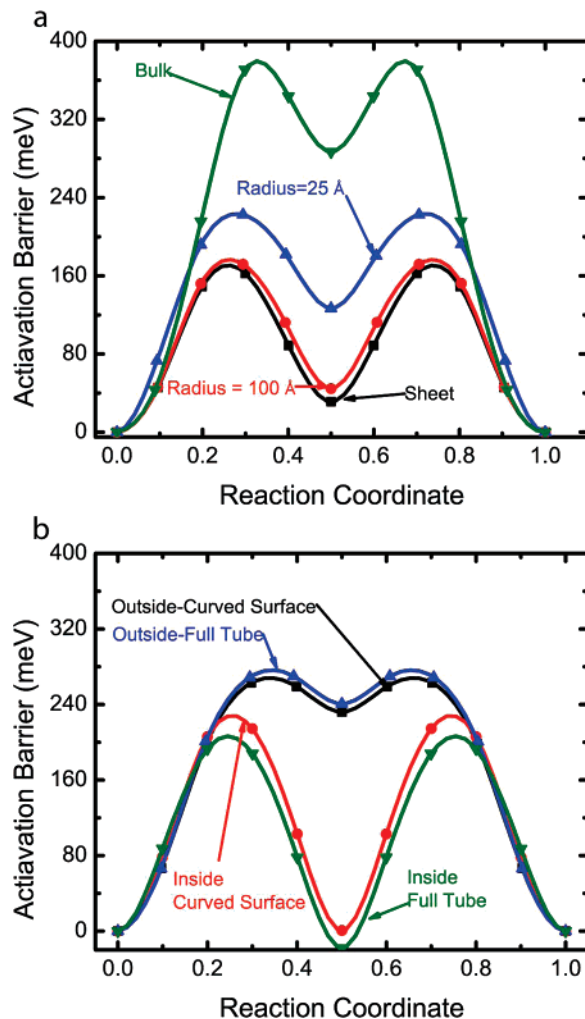 a
400
320
240
160
80
0
Actiavation Barrier (meV)
Bulk
Radius=25 Å
Radius = 100 Å
Sheet
0.0 0.2 0.4 0.6 0.8 1.0
Reaction Coordinate
b
400
320
240
160
80
0
Actiavation Barrier (meV)
Outside-Curved Surface
Outside-Full Tube
Inside
Curved Surface
Inside
Full Tube
0.0 0.2 0.4 0.6 0.8 1.0
Reaction Coordinate